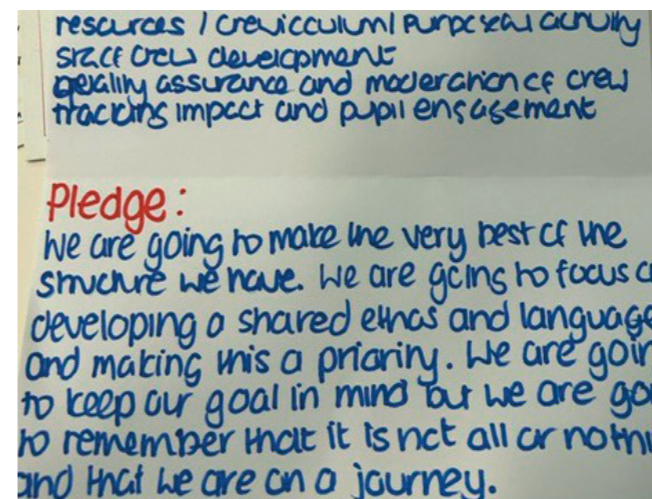 resources / crewicculum / purposeful activity
staff crew development
quality assurance and moderation of crew
tracking impact and pupil engagement
Pledge:
We are going to make the very best of the
structure we have. We are going to focus o
developing a shared ethos and language
and making this a priority. We are goin
to keep our goal in mind but we are go
to remember that it is not all or nothi
and that we are on a journey.